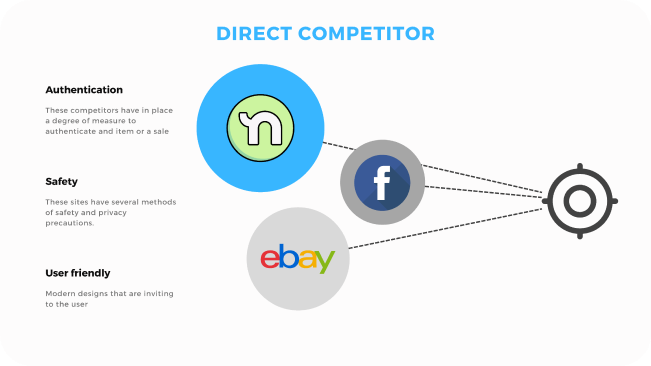 DIRECT COMPETITOR
Authentication
These competitors have in place
a degree of measure to
authenticate and item or a sale
Safety
These sites have several methods
of safety and privacy
precautions.
User friendly
Modern designs that are inviting
to the user
n
f
ebay